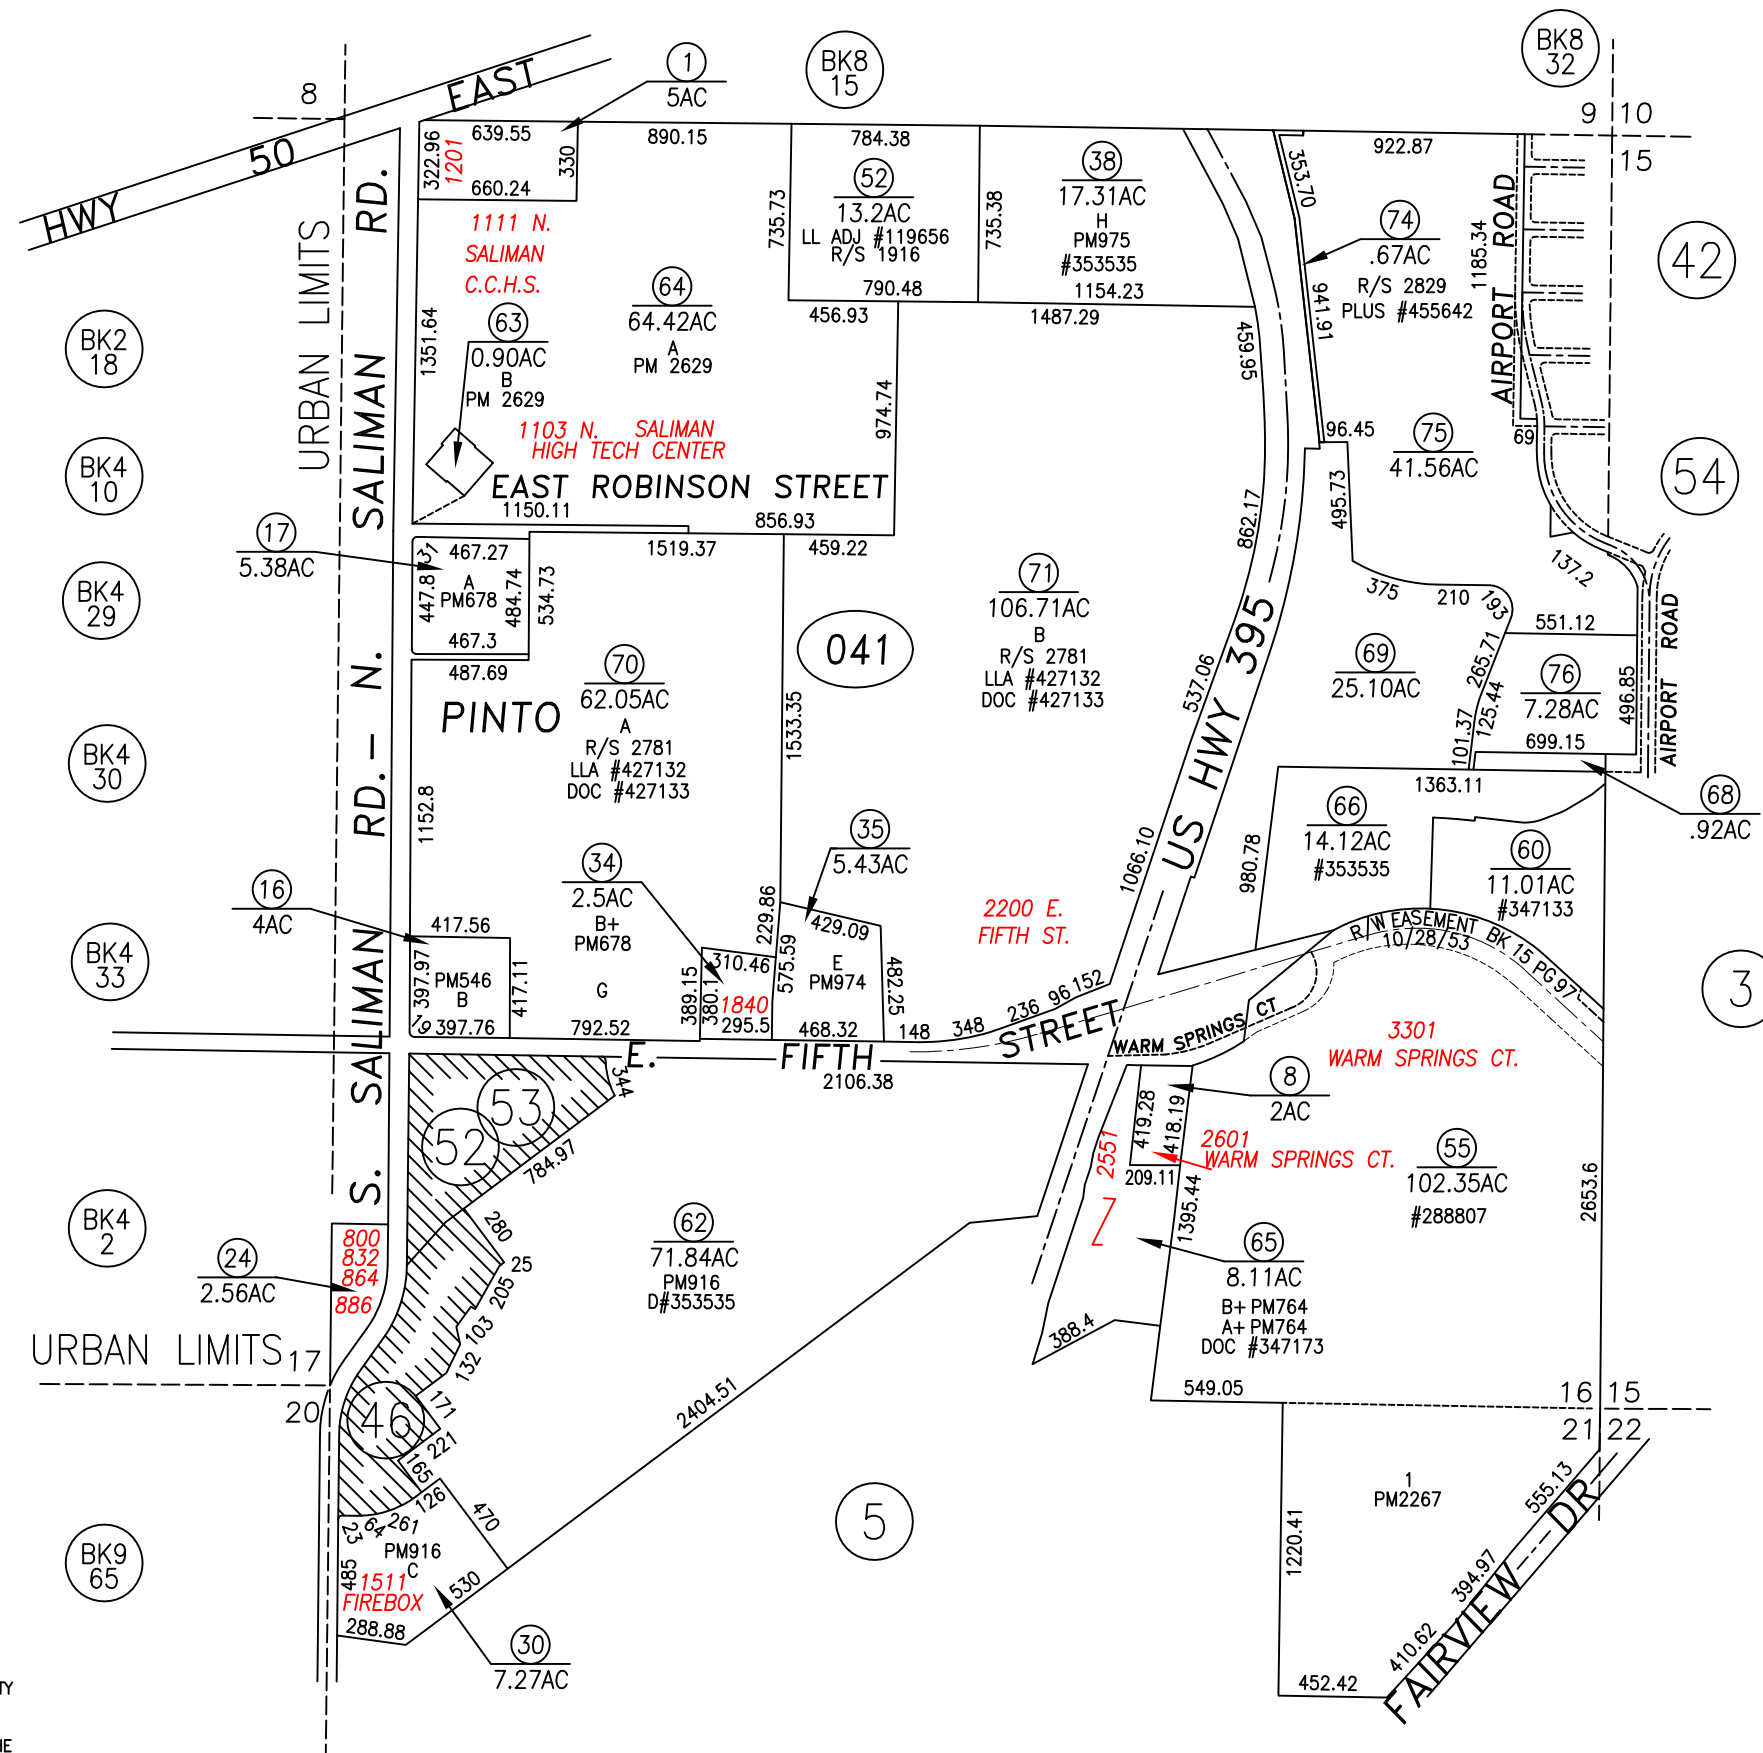 BK8
15
BK8
32
1
5AC
8
9
10
15
HWY
50
EAST
639.55
890.15
784.38
922.87
322.96
1201
330
660.24
52
13.2AC
LL ADJ #119656
R/S 1916
735.73
790.48
38
17.31AC
H
PM975
#353535
735.38
1154.23
353.70
74
.67AC
R/S 2829
PLUS #455642
1185.34
941.91
AIRPORT ROAD
42
1111 N.
SALIMAN
C.C.H.S.
64
64.42AC
A
PM 2629
63
0.90AC
B
PM 2629
1351.64
456.93
1487.29
459.95
974.74
1103 N. SALIMAN
HIGH TECH CENTER
EAST ROBINSON STREET
1150.11
856.93
URBAN LIMITS
S. SALIMAN RD.– N. SALIMAN RD.
BK2
18
BK4
10
BK4
29
BK4
30
BK4
33
BK4
2
BK9
65
96.45
75
41.56AC
69
495.73
54
137.2
17
5.38AC
31
467.27
A
PM678
447.8
484.74
534.73
467.3
487.69
1519.37
459.22
862.17
71
106.71AC
B
R/S 2781
LLA #427132
DOC #427133
041
375
210
193
551.12
265.71
69
25.10AC
125.44
101.37
76
7.28AC
699.15
496.85
AIRPORT ROAD
PINTO
70
62.05AC
A
R/S 2781
LLA #427132
DOC #427133
1533.35
537.06
US HWY 395
1363.11
68
.92AC
1152.8
1066.10
980.78
66
14.12AC
#353535
60
11.01AC
#347133
35
5.43AC
34
2.5AC
B+
PM678
G
16
4AC
417.56
397.97
PM546
B
417.11
19
397.76
792.52
389.15
380.1
310.46
1840
295.5
229.86
575.59
429.09
E
PM974
482.25
468.32
2200 E.
FIFTH ST.
148
348
236
96
152
R/W EASEMENT BK 15 PG 97
10/28/53
3
E. FIFTH STREET
2106.38
WARM SPRINGS CT.
3301
WARM SPRINGS CT.
8
2AC
419.28
418.19
209.11
2551
2601
WARM SPRINGS CT.
55
102.35AC
#288807
1395.44
2653.6
53
52
344
784.97
280
25
205
103
132
171
221
165
126
46
800
832
864
886
24
2.56AC
62
71.84AC
PM916
D#353535
65
8.11AC
B+ PM764
A+ PM764
DOC #347173
388.4
549.05
URBAN LIMITS
17
20
16
15
21
22
2404.51
470
23
64
261
PM916
C
485
1511
FIREBOX
530
288.88
30
7.27AC
5
1
PM2267
1220.41
555.13
394.97
410.62
452.42
FAIRVIEW DR
TY
HE